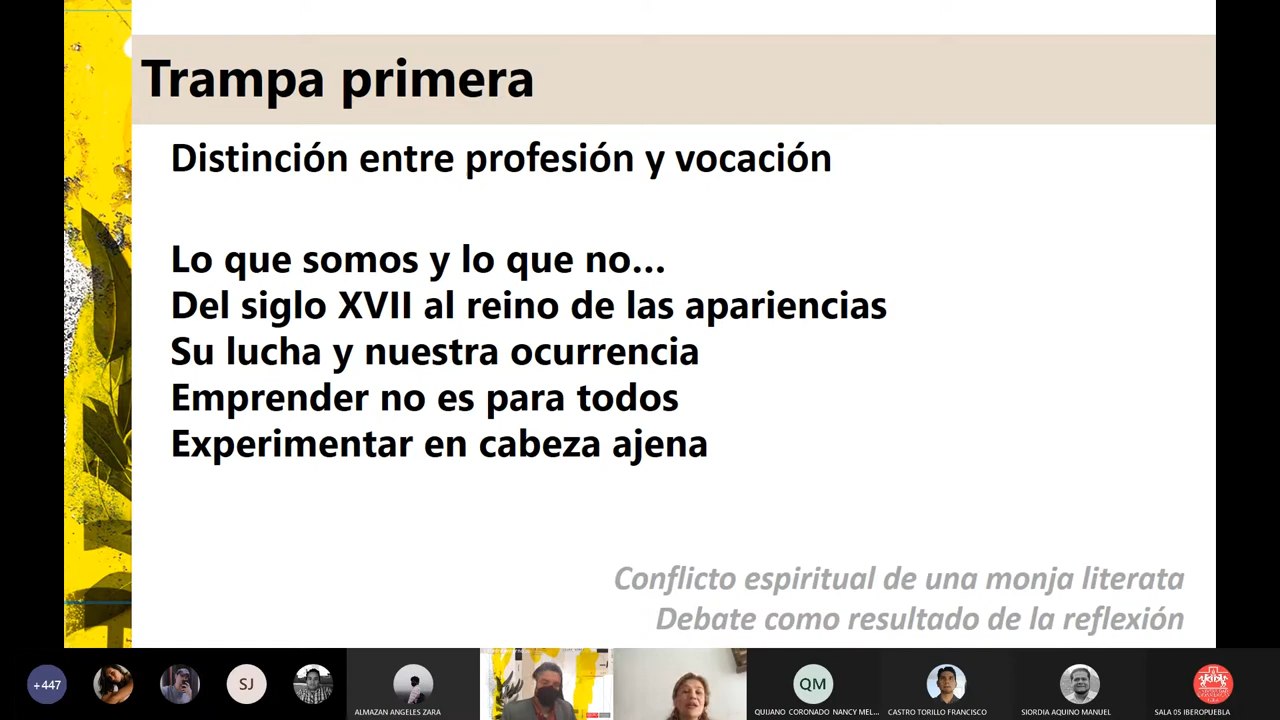 Trampa primera
Distinción entre profesión y vocación
Lo que somos y lo que no...
Del siglo XVII al reino de las apariencias
Su lucha y nuestra ocurrencia
Emprender no es para todos
Experimentar en cabeza ajena
Conflicto espiritual de una monja literata
Debate como resultado de la reflexión
+447
SJ
ALMAZAN ANGELES ZARA
QM
QUIJANO CORONADO NANCY MEL...
CASTRO TORILLO FRANCISCO
SIORDIA AQUINO MANUEL
SALA 05 IBEROPUEBLA